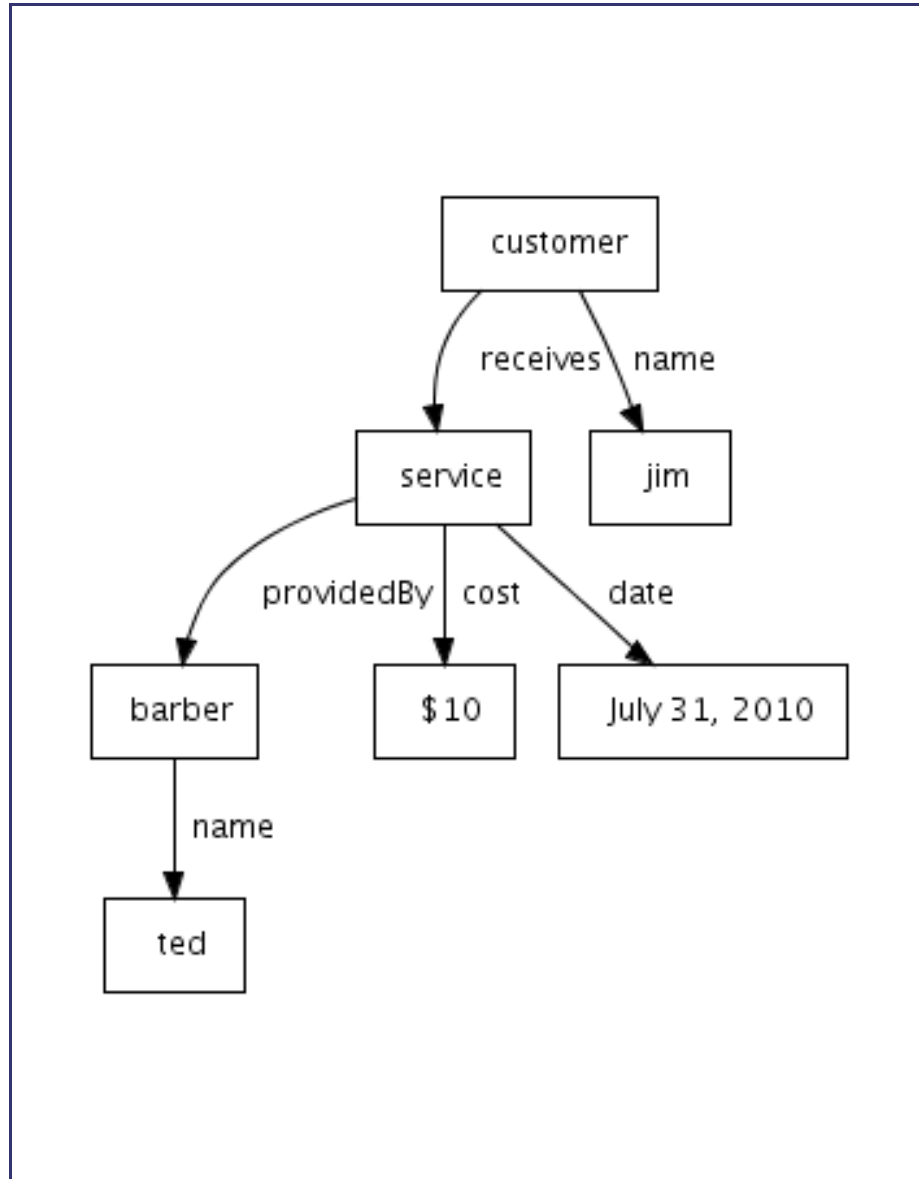 customer
receives
name
service
jim
providedBy
cost
date
barber
$10
July 31, 2010
name
ted